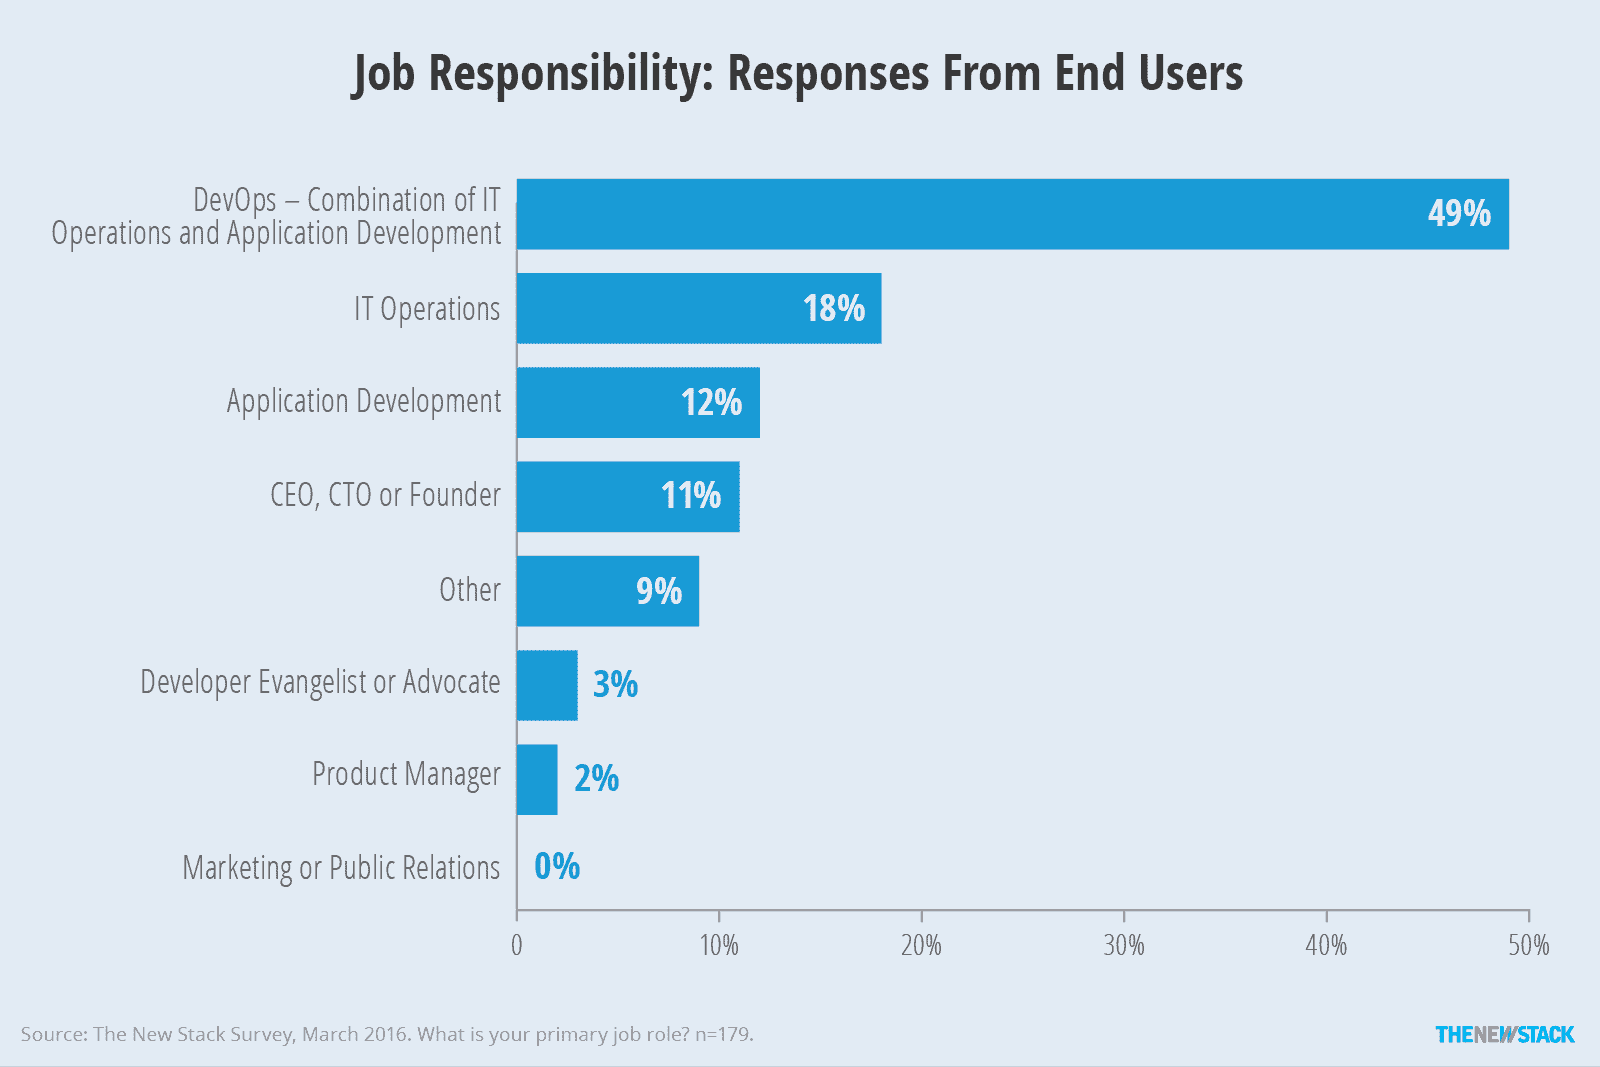 Job Responsibility: Responses From End Users
DevOps – Combination of IT
Operations and Application Development
49%
IT Operations
18%
Application Development
12%
CEO, CTO or Founder
11%
Other
9%
Developer Evangelist or Advocate
3%
Product Manager
2%
Marketing or Public Relations
0%
0 10% 20% 30% 40% 50%
Source: The New Stack Survey, March 2016. What is your primary job role? n=179.
THENEWSTACK